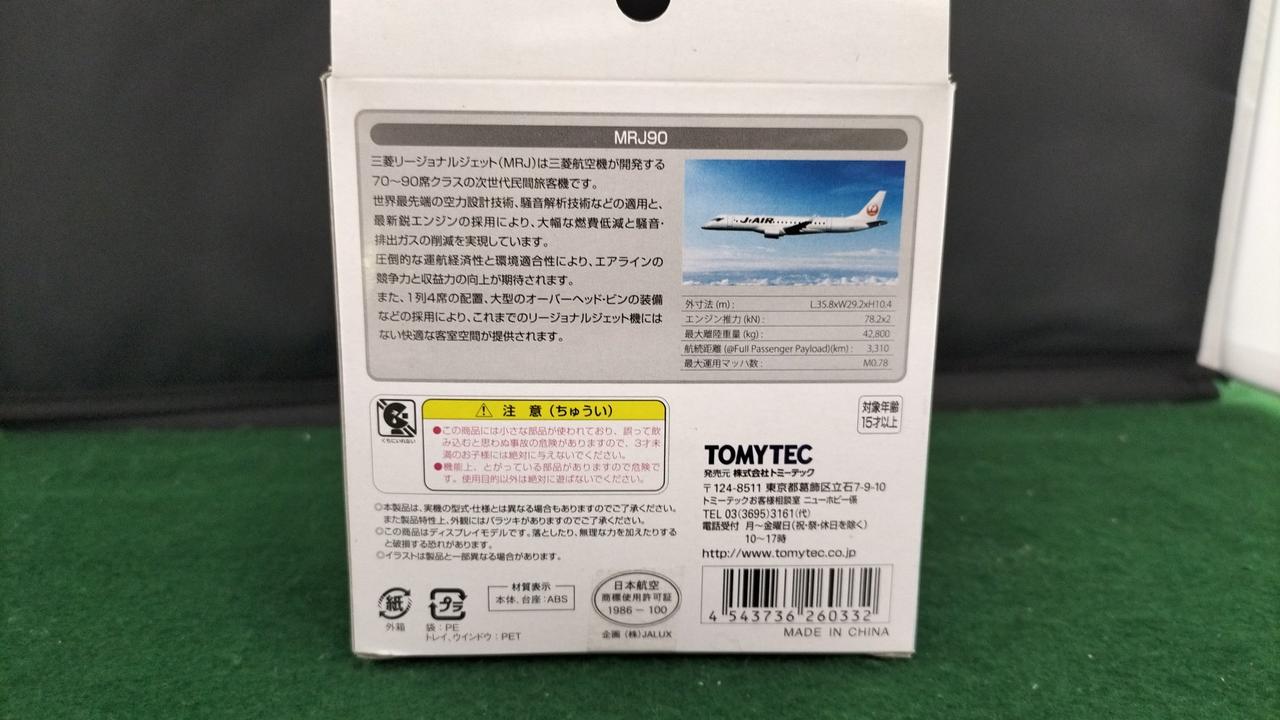 MRJ90
三菱リージョナルジェット(MRJ)は三菱航空機が開発する
70〜90席クラスの次世代民間旅客機です。
世界最先端の空力設計技術、騒音解析技術などの適用と、
最新鋭エンジンの採用により、大幅な燃費低減と騒音・
排出ガスの削減を実現しています。
圧倒的な運航経済性と環境適合性により、エアラインの
競争力と収益力の向上が期待されます。
また、1列4席の配置、大型のオーバーヘッド・ビンの装備
などの採用により、これまでのリージョナルジェット機には
ない快適な客室空間が提供されます。
J-AIR
外寸法(m): L.35.8xW29.2xH10.4
エンジン推力(kN): 78.2x2
最大離陸重量(kg): 42,800
航続距離(@Full Passenger Payload)(km): 3,310
最大運用マッハ数: M0.78
くちにいれない
⚠ 注 意(ちゅうい)
●この商品には小さな部品が使われており、誤って飲
み込むと思わぬ事故の危険がありますので、3才未
満のお子様には絶対に与えないでください。
●機能上、とがっている部品がありますので危険で
す。使用目的以外は絶対に遊ばないでください。
対象年齢
15才以上
◎本製品は、実機の型式・仕様とは異なる場合もありますのでご了承ください。
また製品特性上、外観にはバラツキがありますのでご了承ください。
◎この商品はディスプレイモデルです。落としたり、無理な力を加えたりする
と破損する恐れがあります。
◎イラストは製品と一部異なる場合があります。
TOMYTEC
発売元 株式会社トミーテック
〒124-8511 東京都葛飾区立石7-9-10
トミーテックお客様相談室 ニューホビー係
TEL 03(3695)3161(代)
電話受付 月〜金曜日(祝・祭・休日を除く)
10〜17時
http://www.tomytec.co.jp
紙
外箱
プラ
袋:PE
トレイ、ウインドウ:PET
材質表示
本体、台座:ABS
日本航空
商標使用許可証
1986-100
企画(株)JALUX
4 543736 260332
MADE IN CHINA